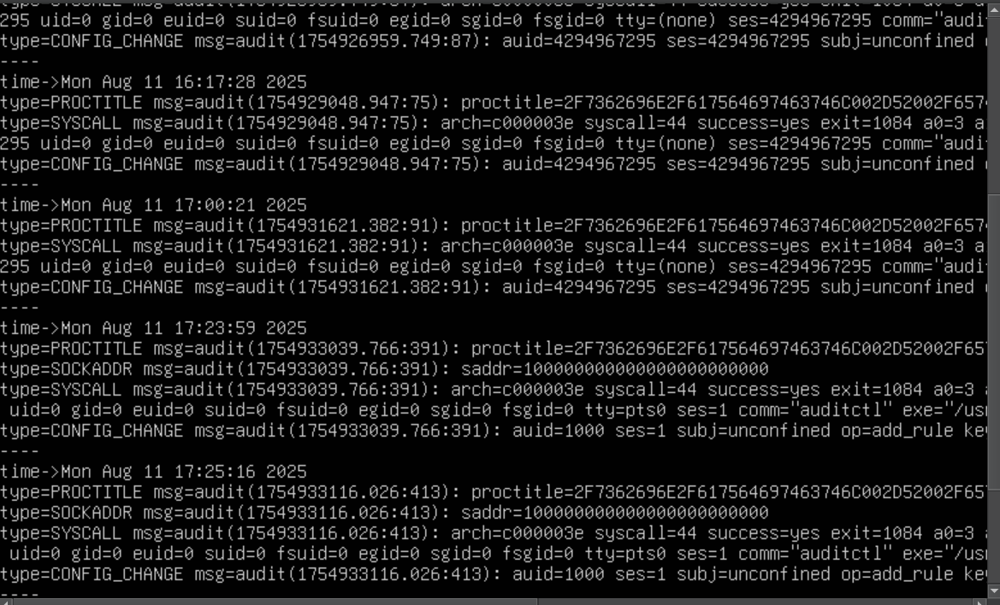 295 uid=0 gid=0 euid=0 suid=0 fsuid=0 egid=0 sgid=0 fsgid=0 tty=(none) ses=4294967295 comm="audi
type=CONFIG_CHANGE msg=audit(1754926959.749:87): auid=4294967295 ses=4294967295 subj=unconfined
----
time->Mon Aug 11 16:17:28 2025
type=PROCTITLE msg=audit(1754929048.947:75): proctitle=2F7362696E2F617564697463746C002D52002F657
type=SYSCALL msg=audit(1754929048.947:75): arch=c000003e syscall=44 success=yes exit=1084 a0=3 a
295 uid=0 gid=0 euid=0 suid=0 fsuid=0 egid=0 sgid=0 fsgid=0 tty=(none) ses=4294967295 comm="audi
type=CONFIG_CHANGE msg=audit(1754929048.947:75): auid=4294967295 ses=4294967295 subj=unconfined
----
time->Mon Aug 11 17:00:21 2025
type=PROCTITLE msg=audit(1754931621.382:91): proctitle=2F7362696E2F617564697463746C002D52002F657
type=SYSCALL msg=audit(1754931621.382:91): arch=c000003e syscall=44 success=yes exit=1084 a0=3 a
295 uid=0 gid=0 euid=0 suid=0 fsuid=0 egid=0 sgid=0 fsgid=0 tty=(none) ses=4294967295 comm="audi
type=CONFIG_CHANGE msg=audit(1754931621.382:91): auid=4294967295 ses=4294967295 subj=unconfined
----
time->Mon Aug 11 17:23:59 2025
type=PROCTITLE msg=audit(1754933039.766:391): proctitle=2F7362696E2F617564697463746C002D52002F65
type=SOCKADDR msg=audit(1754933039.766:391): saddr=100000000000000000000000
type=SYSCALL msg=audit(1754933039.766:391): arch=c000003e syscall=44 success=yes exit=1084 a0=3
uid=0 gid=0 euid=0 suid=0 fsuid=0 egid=0 sgid=0 fsgid=0 tty=pts0 ses=1 comm="auditctl" exe="/us
type=CONFIG_CHANGE msg=audit(1754933039.766:391): auid=1000 ses=1 subj=unconfined op=add_rule ke
----
time->Mon Aug 11 17:25:16 2025
type=PROCTITLE msg=audit(1754933116.026:413): proctitle=2F7362696E2F617564697463746C002D52002F65
type=SOCKADDR msg=audit(1754933116.026:413): saddr=100000000000000000000000
type=SYSCALL msg=audit(1754933116.026:413): arch=c000003e syscall=44 success=yes exit=1084 a0=3
uid=0 gid=0 euid=0 suid=0 fsuid=0 egid=0 sgid=0 fsgid=0 tty=pts0 ses=1 comm="auditctl" exe="/us
type=CONFIG_CHANGE msg=audit(1754933116.026:413): auid=1000 ses=1 subj=unconfined op=add_rule ke
----